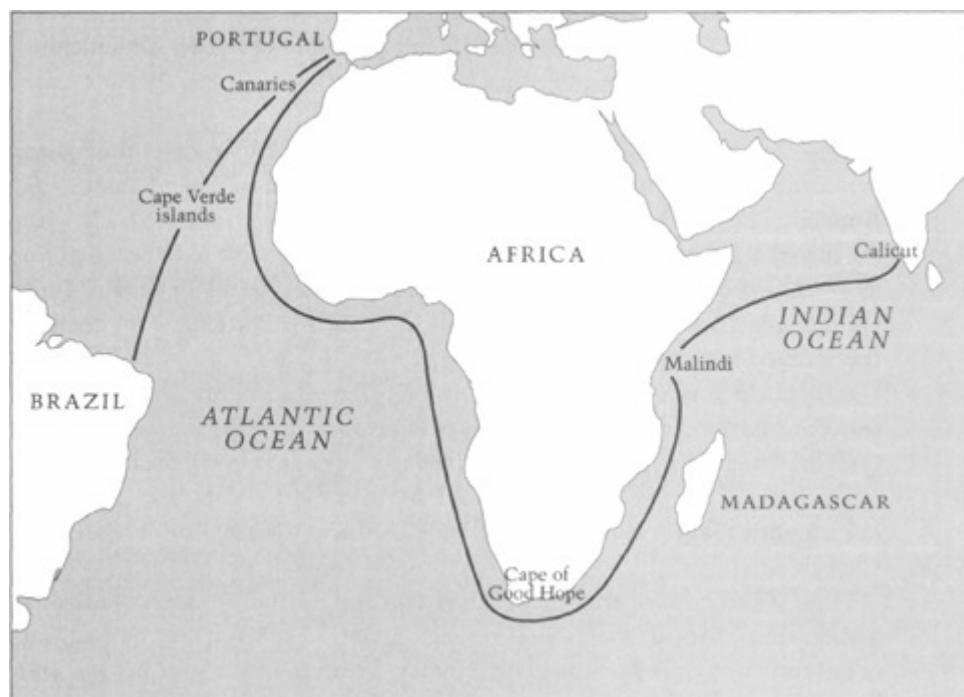 PORTUGAL
Canaries
Cape Verde
islands
AFRICA
Calicut
INDIAN
OCEAN
Malindi
BRAZIL
ATLANTIC
OCEAN
MADAGASCAR
Cape of
Good Hope